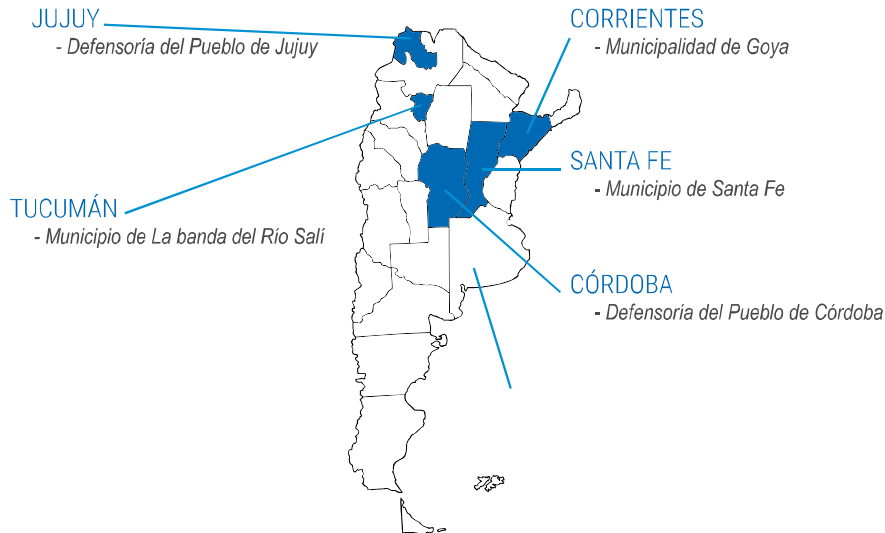 JUJUY
- Defensoría del Pueblo de Jujuy
CORRIENTES
- Municipalidad de Goya
SANTA FE
- Municipio de Santa Fe
TUCUMÁN
- Municipio de La banda del Río Salí
CÓRDOBA
- Defensoría del Pueblo de Córdoba